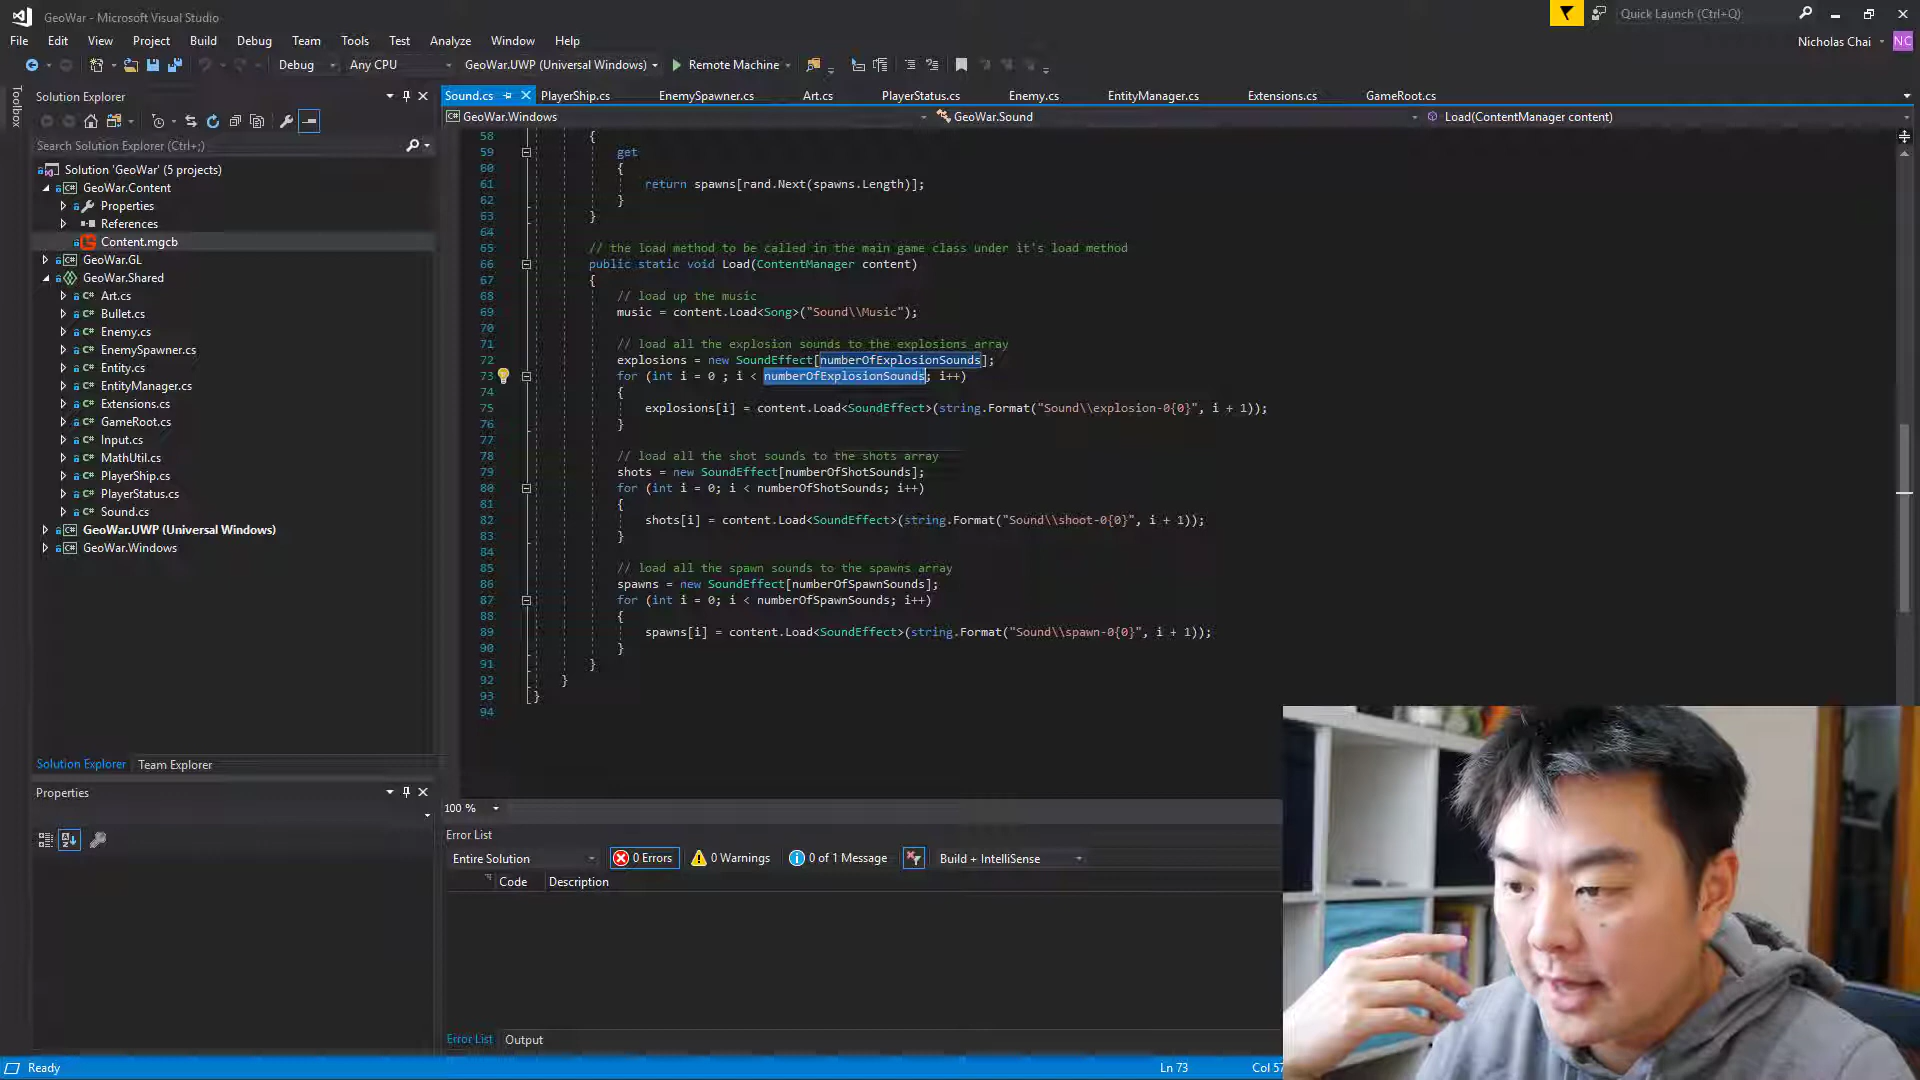 GeoWar - Microsoft Visual Studio
Quick Launch (Ctrl+Q)
File Edit View Project Build Debug Team Tools Test Analyze Window Help
Nicholas Chai NC
Debug Any CPU GeoWar.UWP (Universal Windows) Remote Machine
Toolbox
Solution Explorer
Search Solution Explorer (Ctrl+;)
Solution 'GeoWar' (5 projects)
GeoWar.Content
Properties
References
Content.mgcb
GeoWar.GL
GeoWar.Shared
Art.cs
Bullet.cs
Enemy.cs
EnemySpawner.cs
Entity.cs
EntityManager.cs
Extensions.cs
GameRoot.cs
Input.cs
MathUtil.cs
PlayerShip.cs
PlayerStatus.cs
Sound.cs
GeoWar.UWP (Universal Windows)
GeoWar.Windows
Solution Explorer Team Explorer
Properties
Sound.cs PlayerShip.cs EnemySpawner.cs Art.cs PlayerStatus.cs Enemy.cs EntityManager.cs Extensions.cs GameRoot.cs
GeoWar.Windows GeoWar.Sound Load(ContentManager content)
58 {
59 get
60 {
61 return spawns[rand.Next(spawns.Length)];
62 }
63 }
64
65 // the load method to be called in the main game class under it's load method
66 public static void Load(ContentManager content)
67 {
68 // load up the music
69 music = content.Load<Song>("Sound\\Music");
70
71 // load all the explosion sounds to the explosions array
72 explosions = new SoundEffect[numberOfExplosionSounds];
73 for (int i = 0 ; i < numberOfExplosionSounds; i++)
74 {
75 explosions[i] = content.Load<SoundEffect>(string.Format("Sound\\explosion-0{0}", i + 1));
76 }
77
78 // load all the shot sounds to the shots array
79 shots = new SoundEffect[numberOfShotSounds];
80 for (int i = 0; i < numberOfShotSounds; i++)
81 {
82 shots[i] = content.Load<SoundEffect>(string.Format("Sound\\shoot-0{0}", i + 1));
83 }
84
85 // load all the spawn sounds to the spawns array
86 spawns = new SoundEffect[numberOfSpawnSounds];
87 for (int i = 0; i < numberOfSpawnSounds; i++)
88 {
89 spawns[i] = content.Load<SoundEffect>(string.Format("Sound\\spawn-0{0}", i + 1));
90 }
91 }
92 }
93 }
94
100 %
Error List
Entire Solution 0 Errors 0 Warnings 0 of 1 Message Build + IntelliSense
Code Description
Error List Output
Ready Ln 73 Col 57